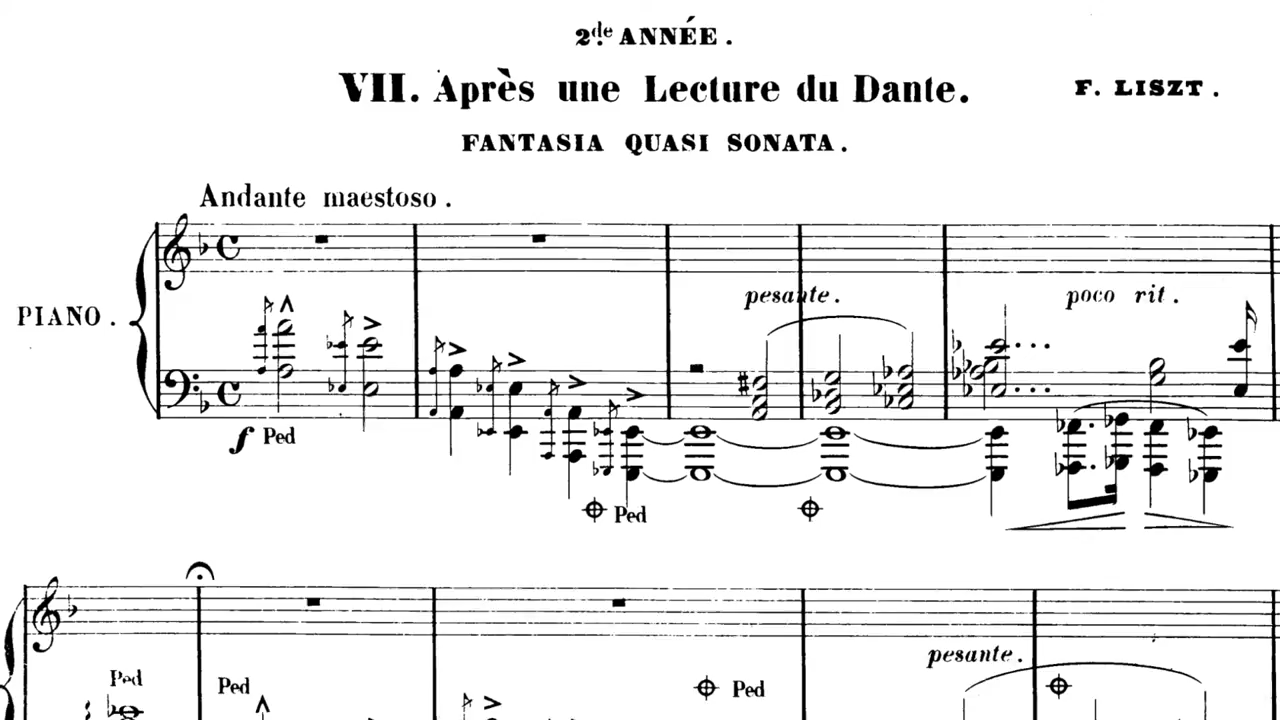 2de ANNÉE.
VII. Après une Lecture du Dante.
F. LISZT.
FANTASIA QUASI SONATA.
Andante maestoso.
pesante.
poco rit.
PIANO.
f Ped
Ped
pesante.
Ped
Ped
Ped